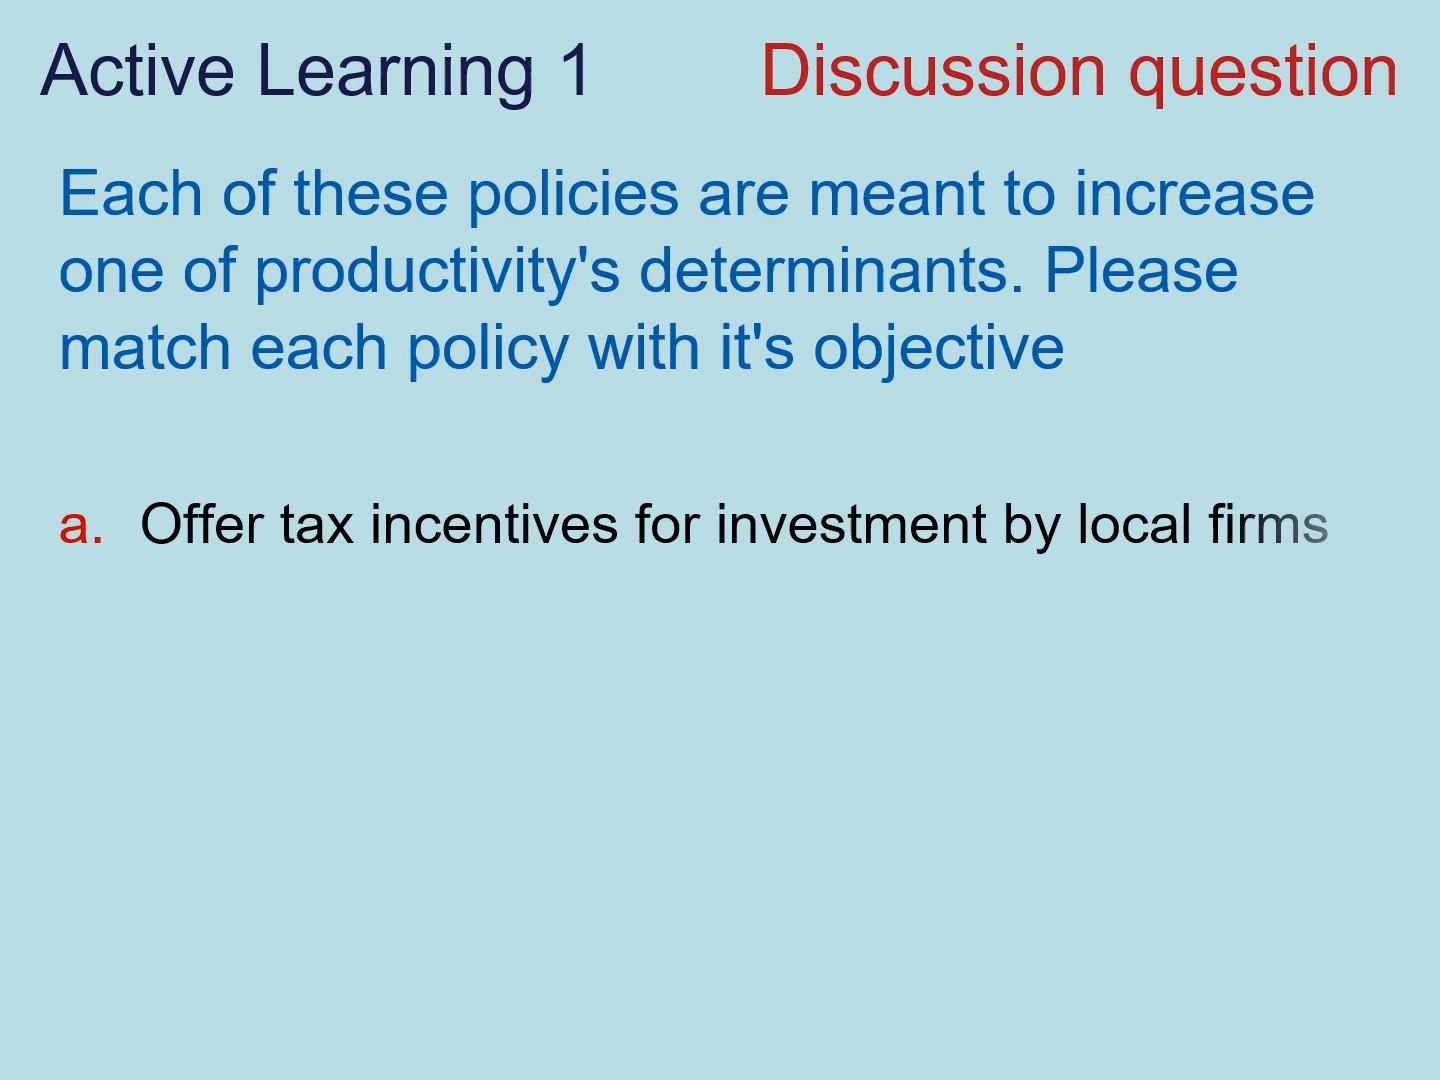 Active Learning 1 Discussion question
Each of these policies are meant to increase
one of productivity's determinants. Please
match each policy with it's objective
a. Offer tax incentives for investment by local firms